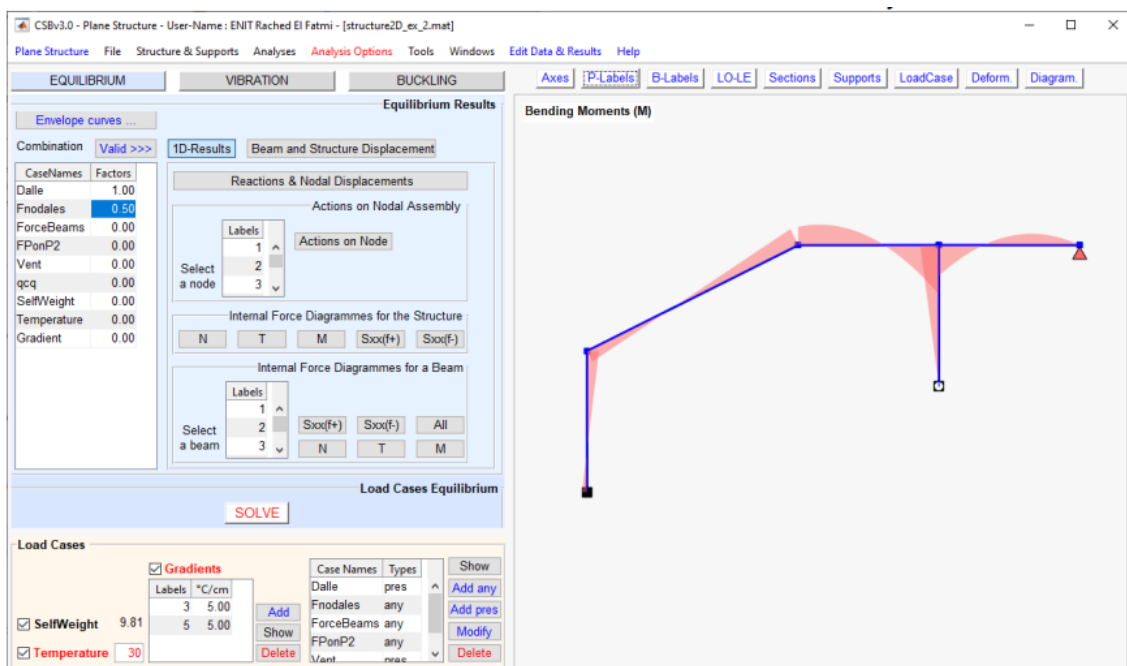 CSBv3.0 - Plane Structure - User-Name : ENIT Rached El Fatmi - [structure2D_ex_2.mat]
Plane Structure File Structure & Supports Analyses Analysis Options Tools Windows Edit Data & Results Help
EQUILIBRIUM VIBRATION BUCKLING
Axes P-Labels B-Labels LO-LE Sections Supports LoadCase Deform. Diagram.
Equilibrium Results
Envelope curves ...
Combination Valid >>> 1D-Results Beam and Structure Displacement
CaseNames Factors
Dalle 1.00
Fnodales 0.50
ForceBeams 0.00
FPonP2 0.00
Vent 0.00
qcq 0.00
SelfWeight 0.00
Temperature 0.00
Gradient 0.00
Reactions & Nodal Displacements
Actions on Nodal Assembly
Labels
1
2
3
Select
a node
Actions on Node
Internal Force Diagrammes for the Structure
N T M Sxx(f+) Sxx(f-)
Internal Force Diagrammes for a Beam
Labels
1
2
3
Select
a beam
Sxx(f+) Sxx(f-) All
N T M
Load Cases Equilibrium
SOLVE
Load Cases
SelfWeight 9.81
Temperature 30
Gradients
Labels °C/cm
3 5.00
5 5.00
Add
Show
Delete
Case Names Types
Dalle pres
Fnodales any
ForceBeams any
FPonP2 any
Vent pres
Show
Add any
Add pres
Modify
Delete
Bending Moments (M)